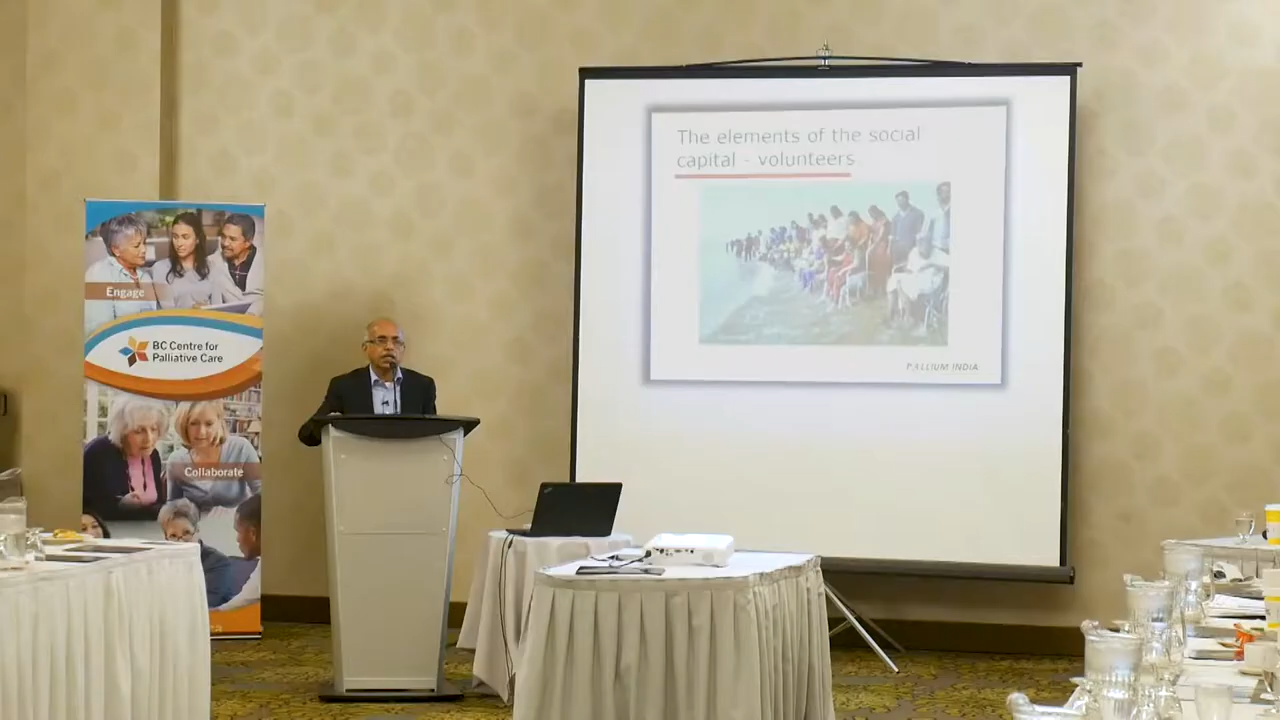 The elements of the social
capital - volunteers
PALLIUM INDIA
Engage
BC Centre for
Palliative Care
Collaborate